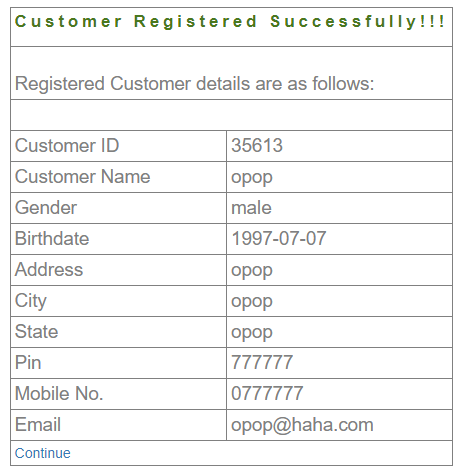 Customer Registered Successfully!!!
Registered Customer details are as follows:
Customer ID 35613
Customer Name opop
Gender male
Birthdate 1997-07-07
Address opop
City opop
State opop
Pin 777777
Mobile No. 0777777
Email opop@haha.com
Continue